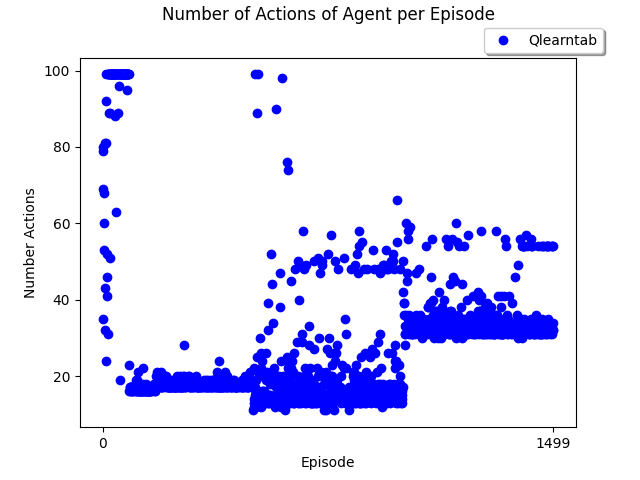 Number of Actions of Agent per Episode
Qlearntab
100
80
60
40
20
Number Actions
0 1499
Episode